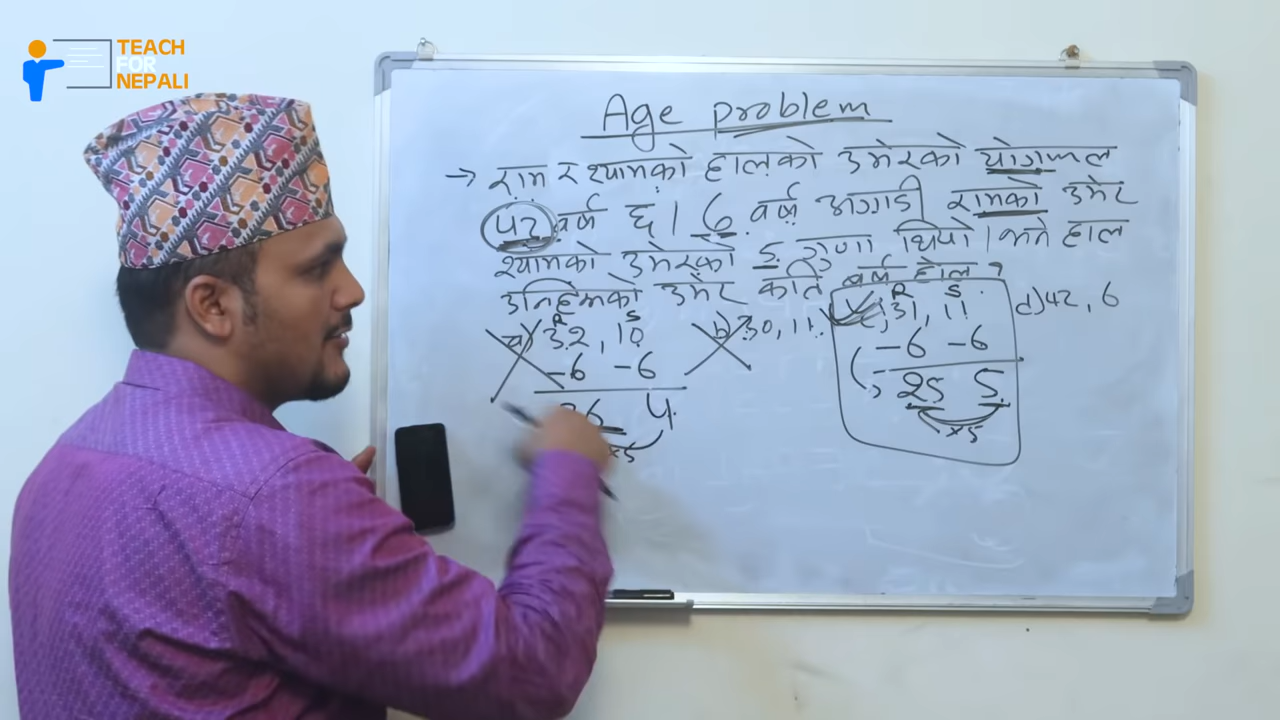 TEACH
FOR
NEPALI
Age problem
→ राम र श्यामको हालको उमेरको योगफल
५२ वर्ष छ। 6 वर्ष अगाडी रामको उमेर
श्यामको उमेरको 5 गुणा थियो। भने हाल
उनिहरूको उमेर कति वर्ष होला ?
R S
a) 32, 10
-6 -6
26 4
×5
b) 30, 11
R S
c) 31, 11
-6 -6
25 5
×5
d) 42, 6